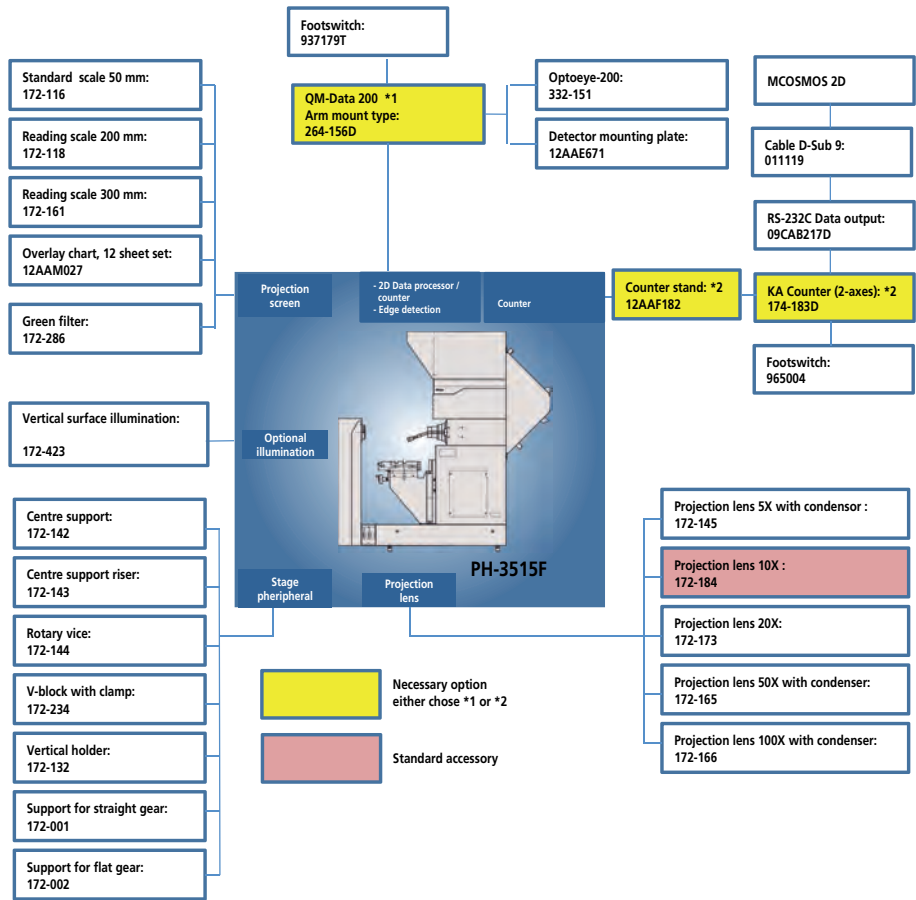 Footswitch:
937179T
Standard scale 50 mm:
172-116
Reading scale 200 mm:
172-118
Reading scale 300 mm:
172-161
Overlay chart, 12 sheet set:
12AAM027
Green filter:
172-286
QM-Data 200 *1
Arm mount type:
264-156D
Optoeye-200:
332-151
Detector mounting plate:
12AAE671
MCOSMOS 2D
Cable D-Sub 9:
011119
RS-232C Data output:
09CAB217D
Counter stand: *2
12AAF182
KA Counter (2-axes): *2
174-183D
Footswitch:
965004
Projection
screen
- 2D Data processor /
counter
- Edge detection
Counter
Vertical surface illumination:
172-423
Optional
illumination
Centre support:
172-142
Centre support riser:
172-143
Rotary vice:
172-144
V-block with clamp:
172-234
Vertical holder:
172-132
Support for straight gear:
172-001
Support for flat gear:
172-002
Stage
pheripheral
Projection
lens
PH-3515F
Projection lens 5X with condensor :
172-145
Projection lens 10X :
172-184
Projection lens 20X:
172-173
Projection lens 50X with condenser:
172-165
Projection lens 100X with condenser:
172-166
Necessary option
either chose *1 or *2
Standard accessory